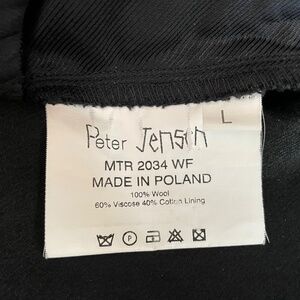 L
Peter Jensen
MTR 2034 WF
MADE IN POLAND
100% Wool
60% Viscose 40% Cotton Lining
P